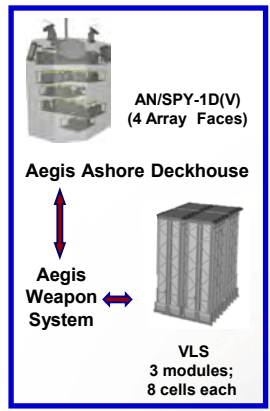 AN/SPY-1D(V)
(4 Array Faces)
Aegis Ashore Deckhouse
Aegis
Weapon
System
VLS
3 modules;
8 cells each